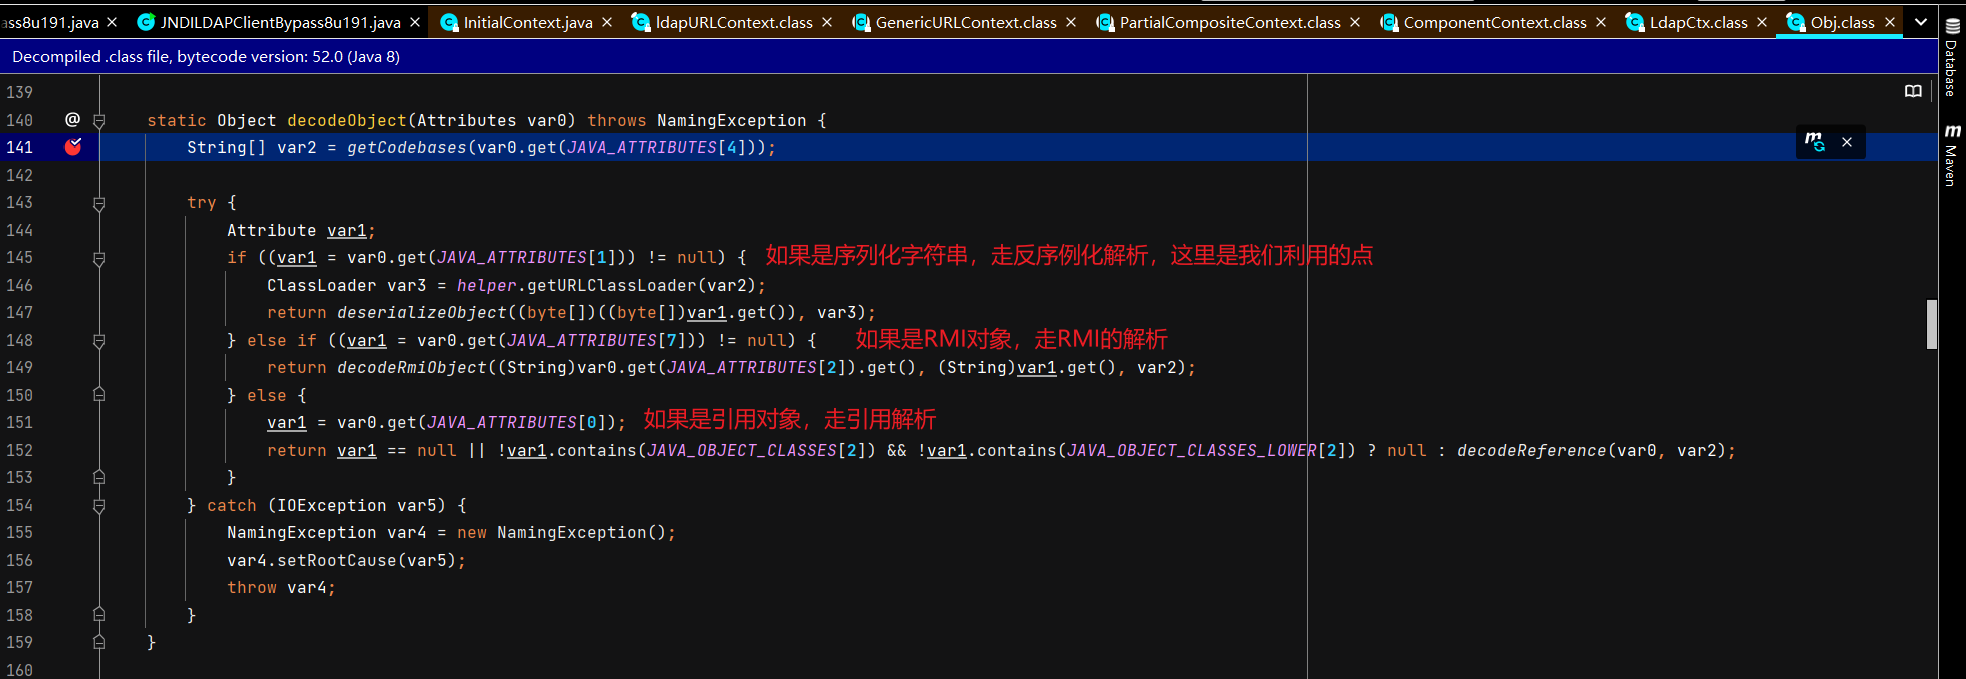 ass8u191.java JNDILDAPClientBypass8u191.java InitialContext.java ldapURLContext.class GenericURLContext.class PartialCompositeContext.class ComponentContext.class LdapCtx.class Obj.class
Decompiled .class file, bytecode version: 52.0 (Java 8)
139
140 @ static Object decodeObject(Attributes var0) throws NamingException {
141 String[] var2 = getCodebases(var0.get(JAVA_ATTRIBUTES[4]));
142
143 try {
144 Attribute var1;
145 if ((var1 = var0.get(JAVA_ATTRIBUTES[1])) != null) { 如果是序列化字符串，走反序例化解析，这里是我们利用的点
146 ClassLoader var3 = helper.getURLClassLoader(var2);
147 return deserializeObject((byte[])((byte[])var1.get()), var3);
148 } else if ((var1 = var0.get(JAVA_ATTRIBUTES[7])) != null) { 如果是RMI对象，走RMI的解析
149 return decodeRmiObject((String)var0.get(JAVA_ATTRIBUTES[2]).get(), (String)var1.get(), var2);
150 } else {
151 var1 = var0.get(JAVA_ATTRIBUTES[0]); 如果是引用对象，走引用解析
152 return var1 == null || !var1.contains(JAVA_OBJECT_CLASSES[2]) && !var1.contains(JAVA_OBJECT_CLASSES_LOWER[2]) ? null : decodeReference(var0, var2);
153 }
154 } catch (IOException var5) {
155 NamingException var4 = new NamingException();
156 var4.setRootCause(var5);
157 throw var4;
158 }
159 }
160
Database
m Maven